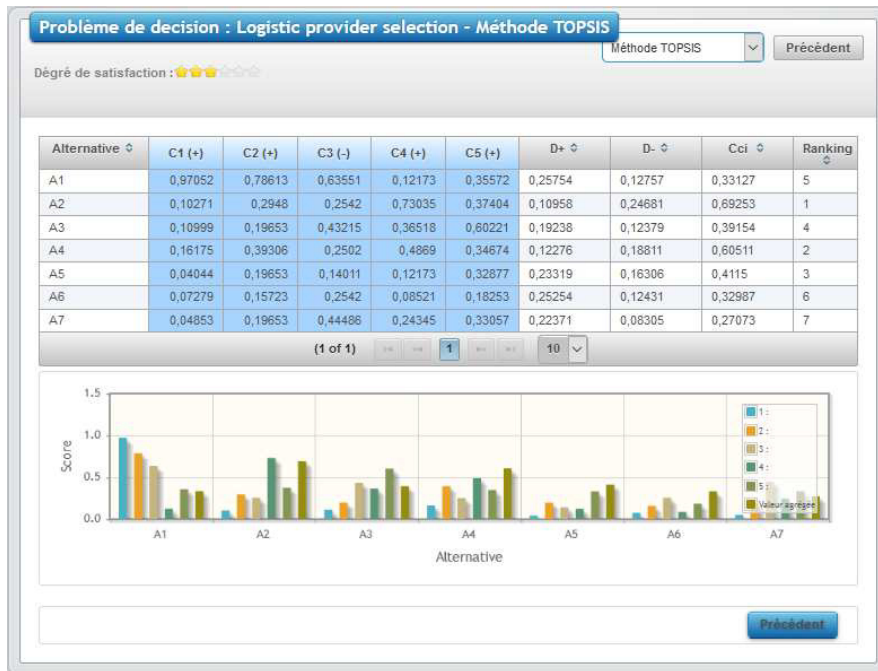 Problème de decision : Logistic provider selection - Méthode TOPSIS
Méthode TOPSIS Précèdent
Dégré de satisfaction :
Alternative C1 (+) C2 (+) C3 (-) C4 (+) C5 (+) D+ D- Cci Ranking
A1 0,97052 0,78613 0,63551 0,12173 0,35572 0,25754 0,12757 0,33127 5
A2 0,10271 0,2948 0,2542 0,73035 0,37404 0,10958 0,24681 0,69253 1
A3 0,10999 0,19653 0,43215 0,36518 0,60221 0,19238 0,12379 0,39154 4
A4 0,16175 0,39306 0,2502 0,4869 0,34674 0,12276 0,18811 0,60511 2
A5 0,04044 0,19653 0,14011 0,12173 0,32877 0,23319 0,16306 0,4115 3
A6 0,07279 0,15723 0,2542 0,08521 0,18253 0,25254 0,12431 0,32987 6
A7 0,04853 0,19653 0,44486 0,24345 0,33057 0,22371 0,08305 0,27073 7
(1 of 1) 1 10
1.5
1.0
0.5
0.0
Score
1 :
2 :
3 :
4 :
5 :
Valeur agrégée
A1 A2 A3 A4 A5 A6 A7
Alternative
Précèdent